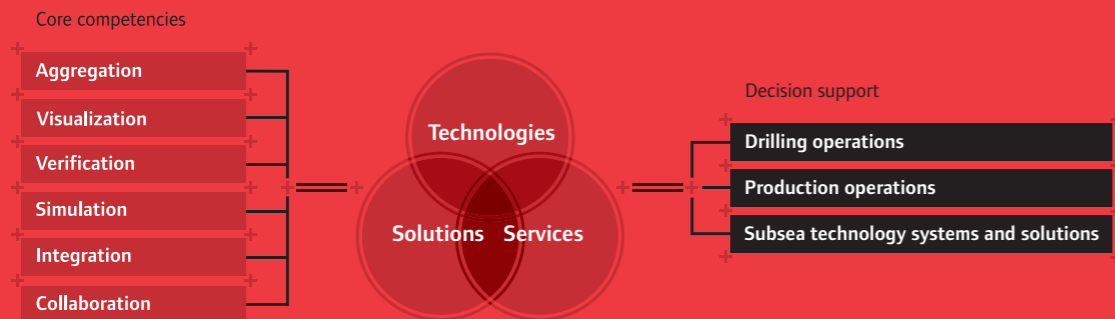 Core competencies
Aggregation
Visualization
Verification
Simulation
Integration
Collaboration
Technologies
Solutions
Services
Decision support
Drilling operations
Production operations
Subsea technology systems and solutions